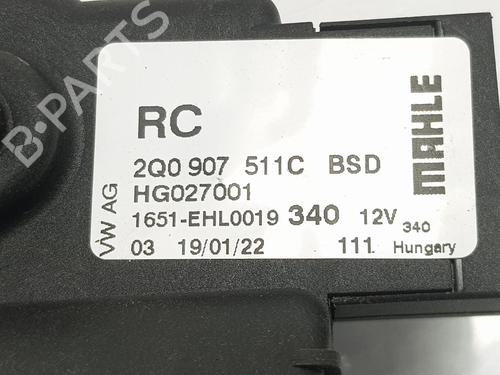 B-PARTS
RC
2Q0 907 511C BSD
HG027001
1651-EHL0019 340 12V 340
03 19/01/22 111 Hungary
VW AG
MAHLE